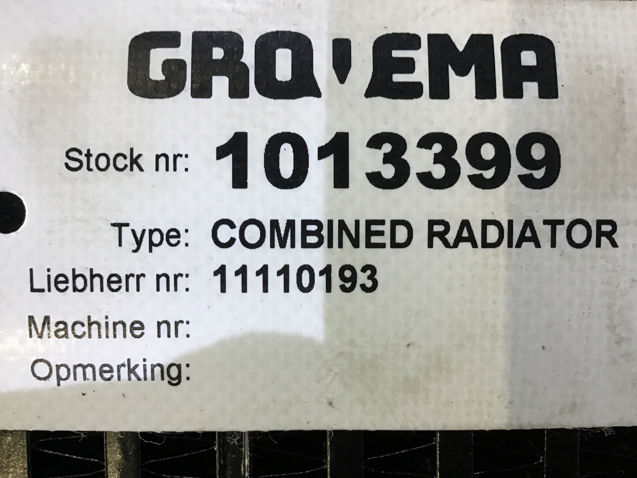 GRO'EMA
Stock nr: 1013399
Type: COMBINED RADIATOR
Liebherr nr: 11110193
Machine nr:
Opmerking: